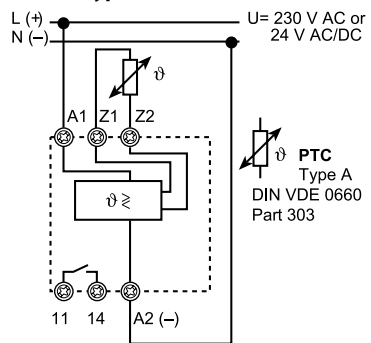 L (+)
U= 230 V AC or
N (–)
24 V AC/DC
ϑ
A1 Z1 Z2
ϑ PTC
Type A
DIN VDE 0660
Part 303
ϑ ≷
11 14 A2 (–)